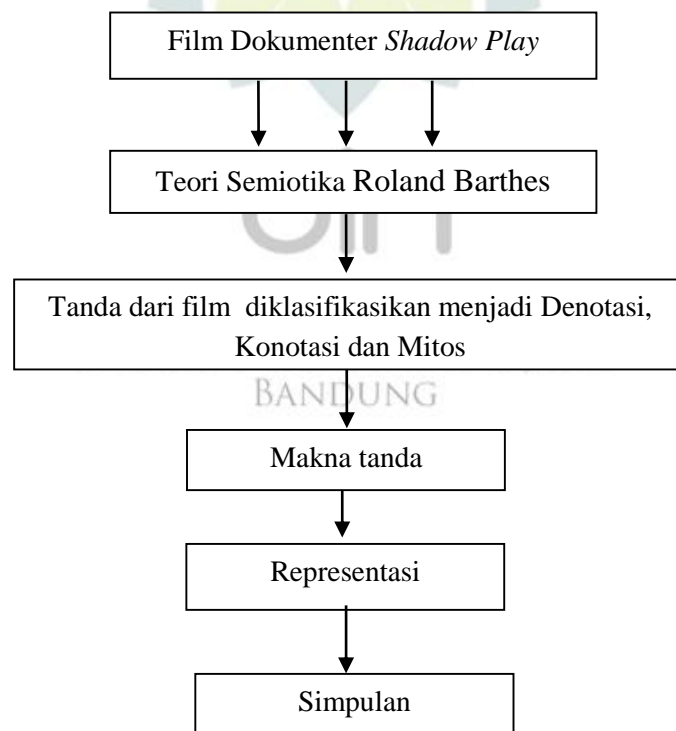 Film Dokumenter Shadow Play
Teori Semiotika Roland Barthes
uin
Tanda dari film diklasifikasikan menjadi Denotasi,
Konotasi dan Mitos
BANDUNG
Makna tanda
Representasi
Simpulan